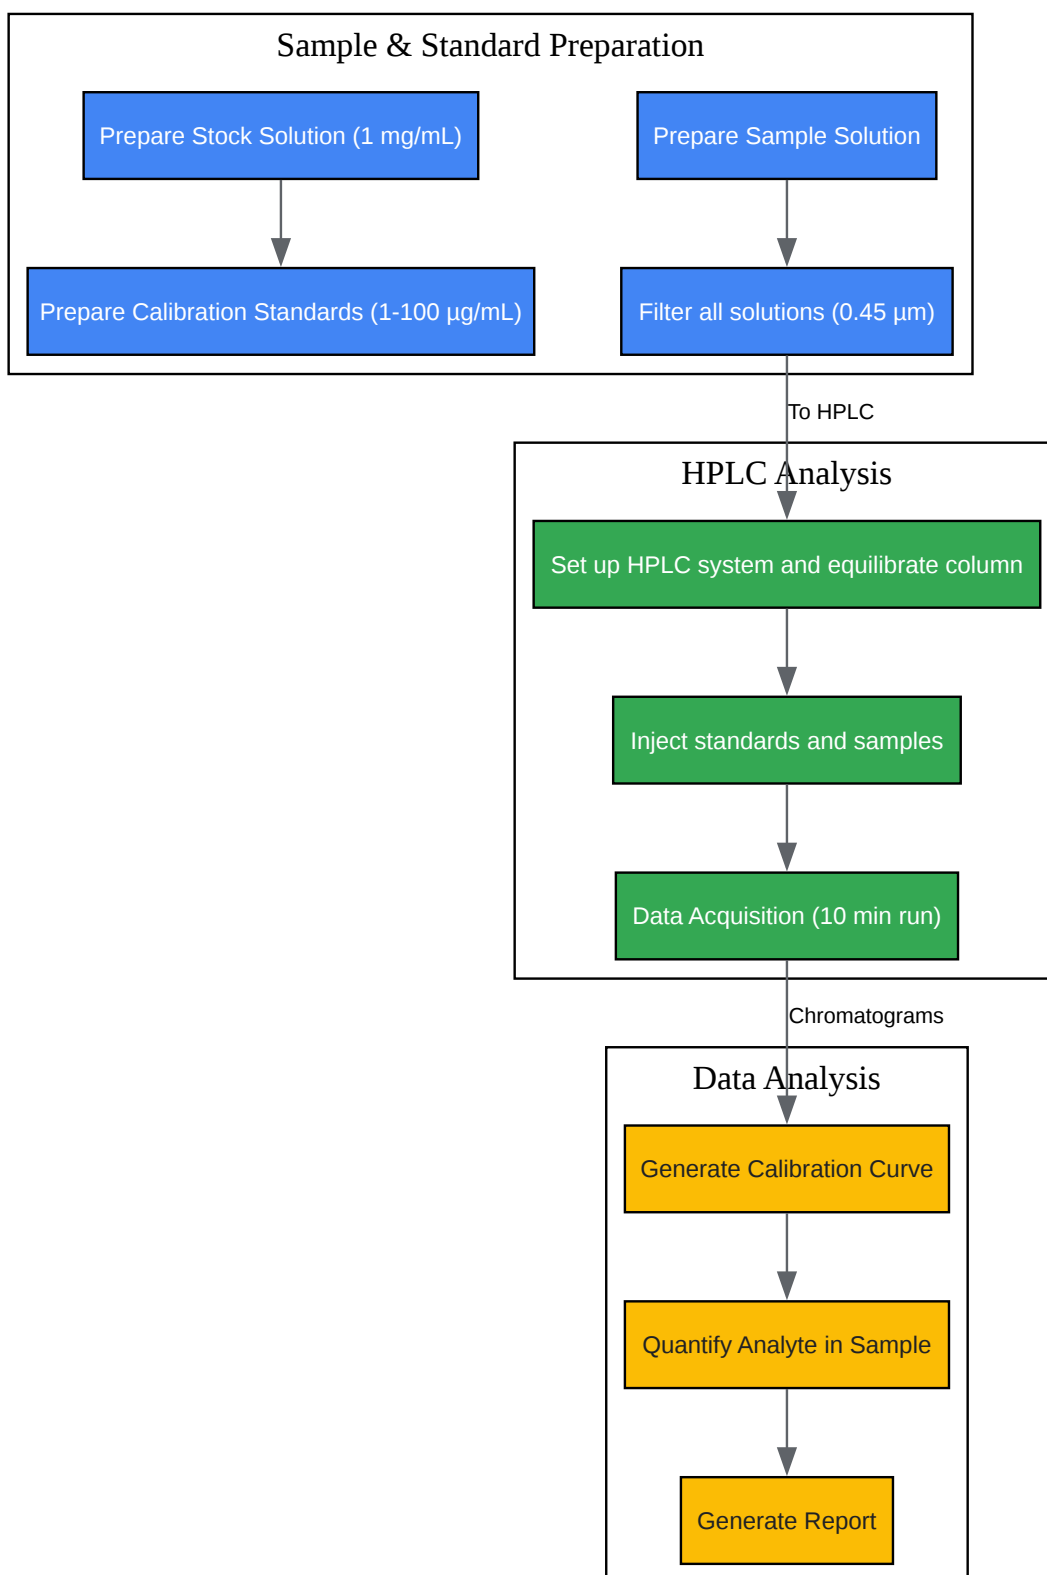 Sample & Standard Preparation
Prepare Stock Solution (1 mg/mL)
Prepare Sample Solution
Prepare Calibration Standards (1-100 µg/mL)
Filter all solutions (0.45 µm)
To HPLC
HPLC Analysis
Set up HPLC system and equilibrate column
Inject standards and samples
Data Acquisition (10 min run)
Chromatograms
Data Analysis
Generate Calibration Curve
Quantify Analyte in Sample
Generate Report